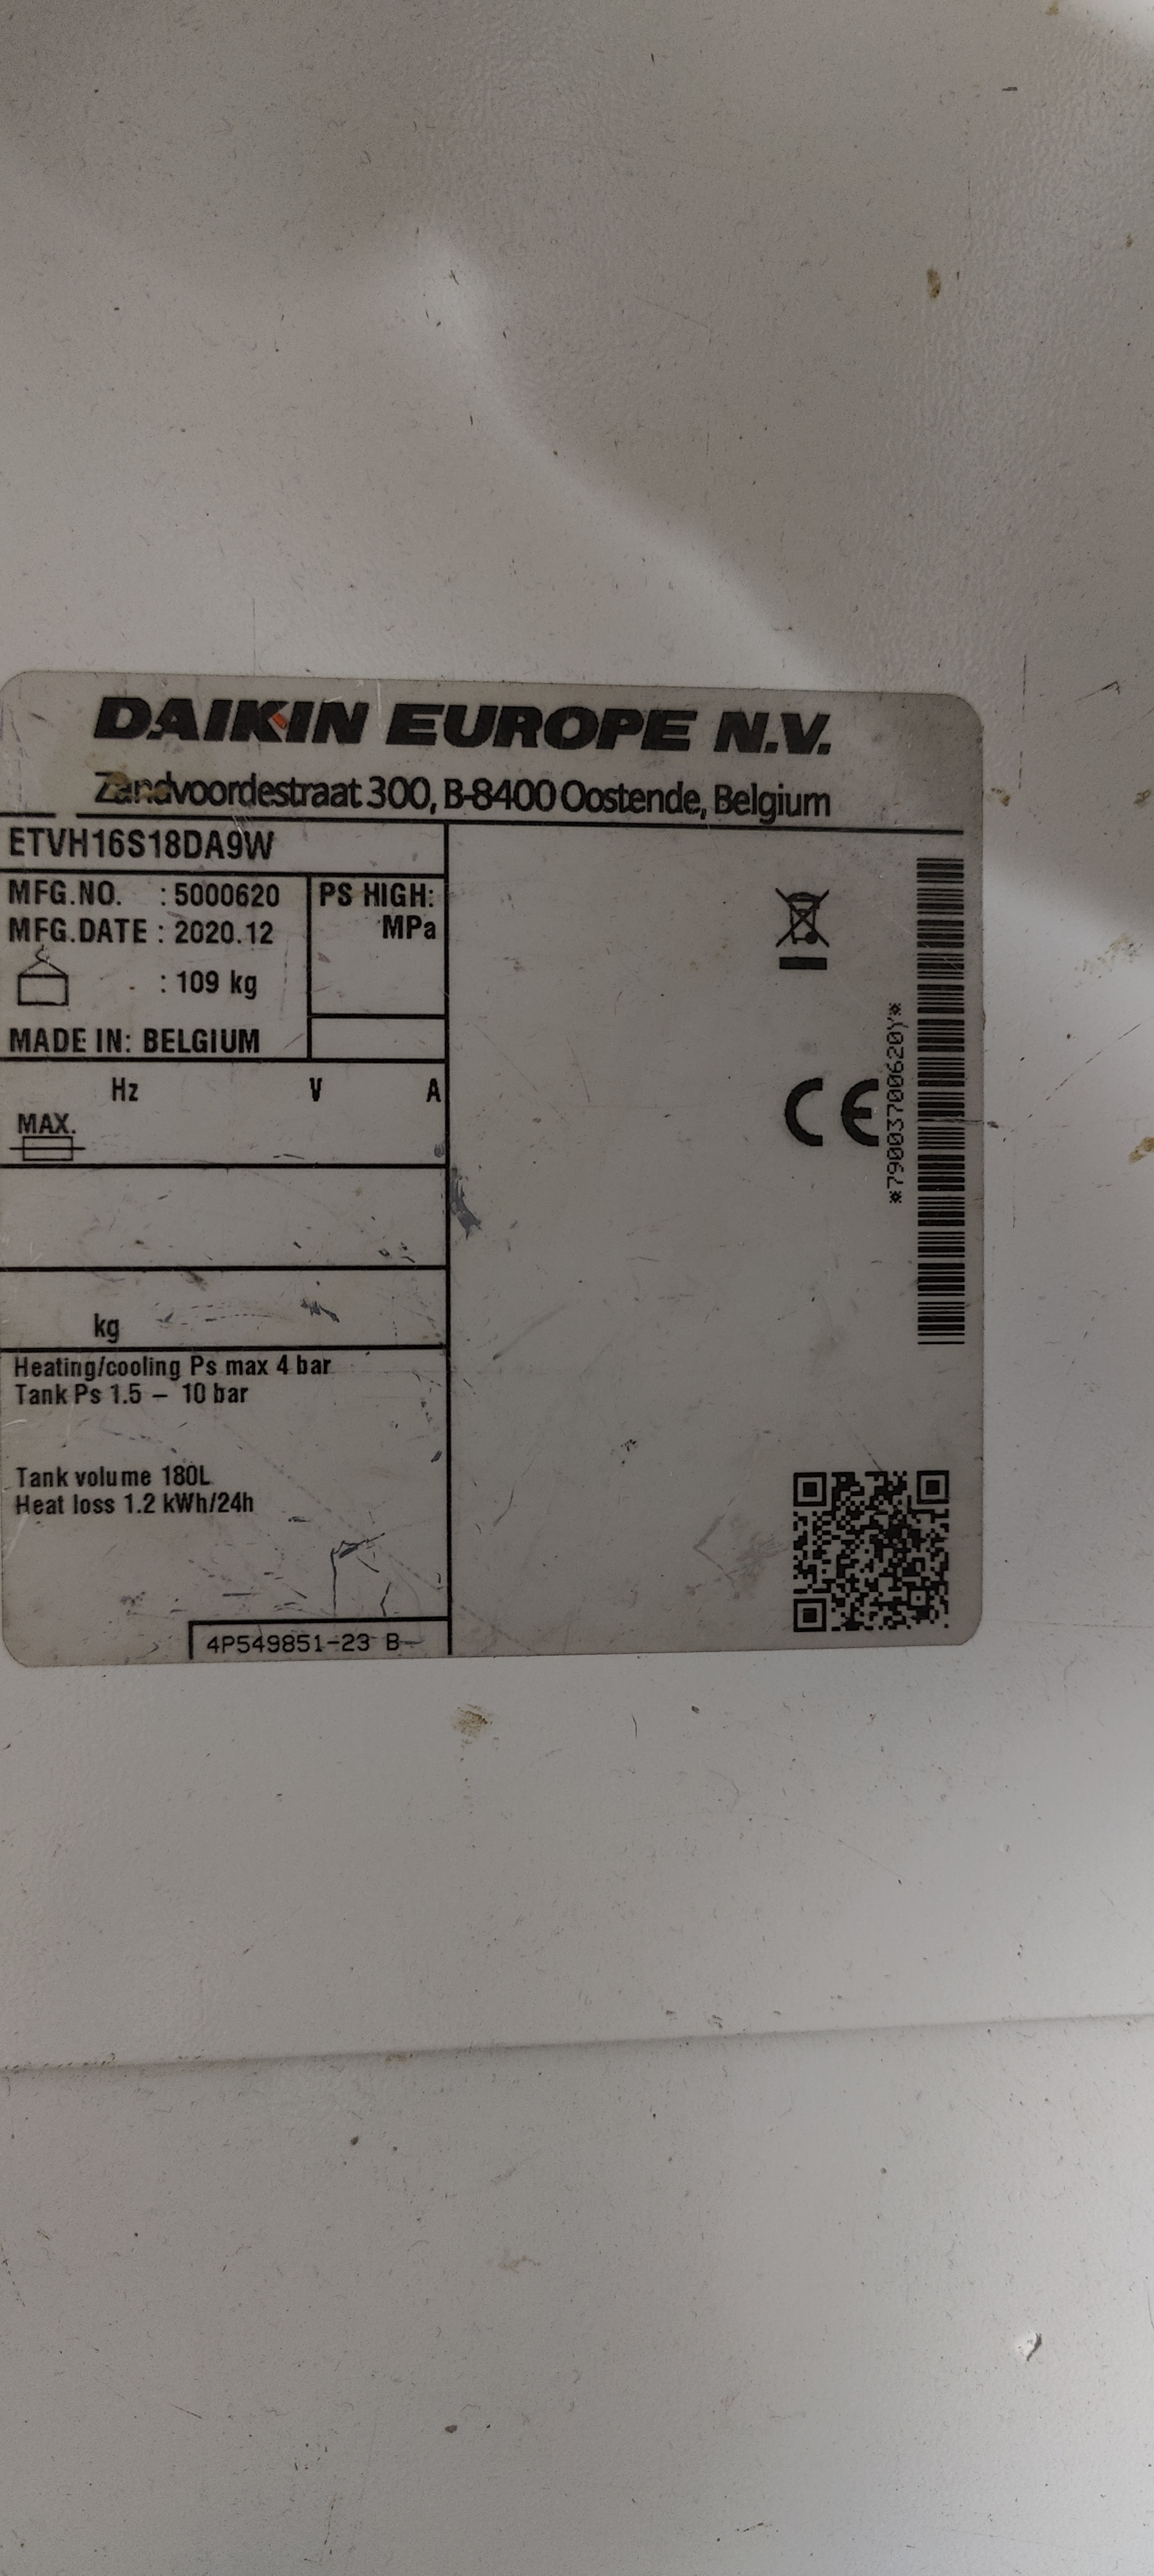 DAIKIN EUROPE N.V.
Zandvoordestraat 300, B-8400 Oostende, Belgium
ETVH16S18DA9W
MFG.NO. : 5000620
PS HIGH:
MPa
MFG.DATE : 2020.12
: 109 kg
MADE IN: BELGIUM
Hz V A
MAX.
kg
Heating/cooling Ps max 4 bar
Tank Ps 1.5 – 10 bar
Tank volume 180L
Heat loss 1.2 kWh/24h
4P549851-23 B
CE
*79003700620Y*